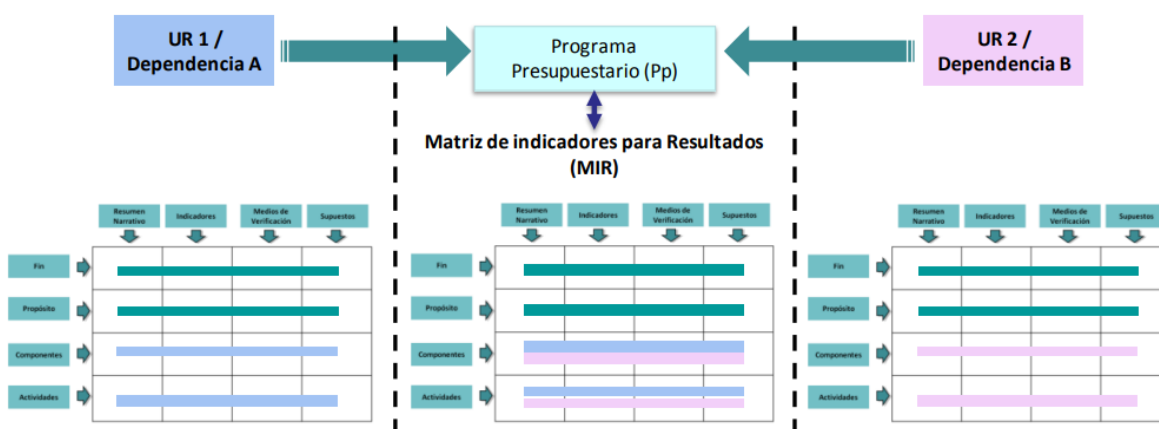 UR 1 /
Dependencia A
Programa
Presupuestario (Pp)
UR 2 /
Dependencia B
Matriz de indicadores para Resultados
(MIR)
Resumen
Narrativo
Indicadores
Medios de
Verificación
Supuestos
Fin
Propósito
Componentes
Actividades
Resumen
Narrativo
Indicadores
Medios de
Verificación
Supuestos
Fin
Propósito
Componentes
Actividades
Resumen
Narrativo
Indicadores
Medios de
Verificación
Supuestos
Fin
Propósito
Componentes
Actividades